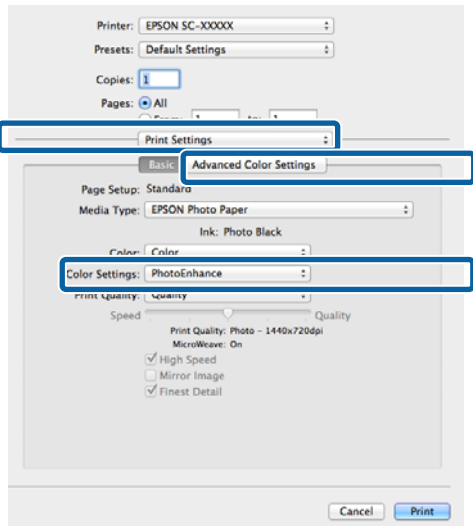 Printer: EPSON SC-XXXXX
Presets: Default Settings
Copies: 1
Pages: All
Print Settings
Basic Advanced Color Settings
Page Setup: Standard
Media Type: EPSON Photo Paper
Ink: Photo Black
Color: Color
Color Settings: PhotoEnhance
Print Quality: Quality
Speed Quality
Print Quality: Photo - 1440x720dpi
MicroWeave: On
High Speed
Mirror Image
Finest Detail
Cancel Print